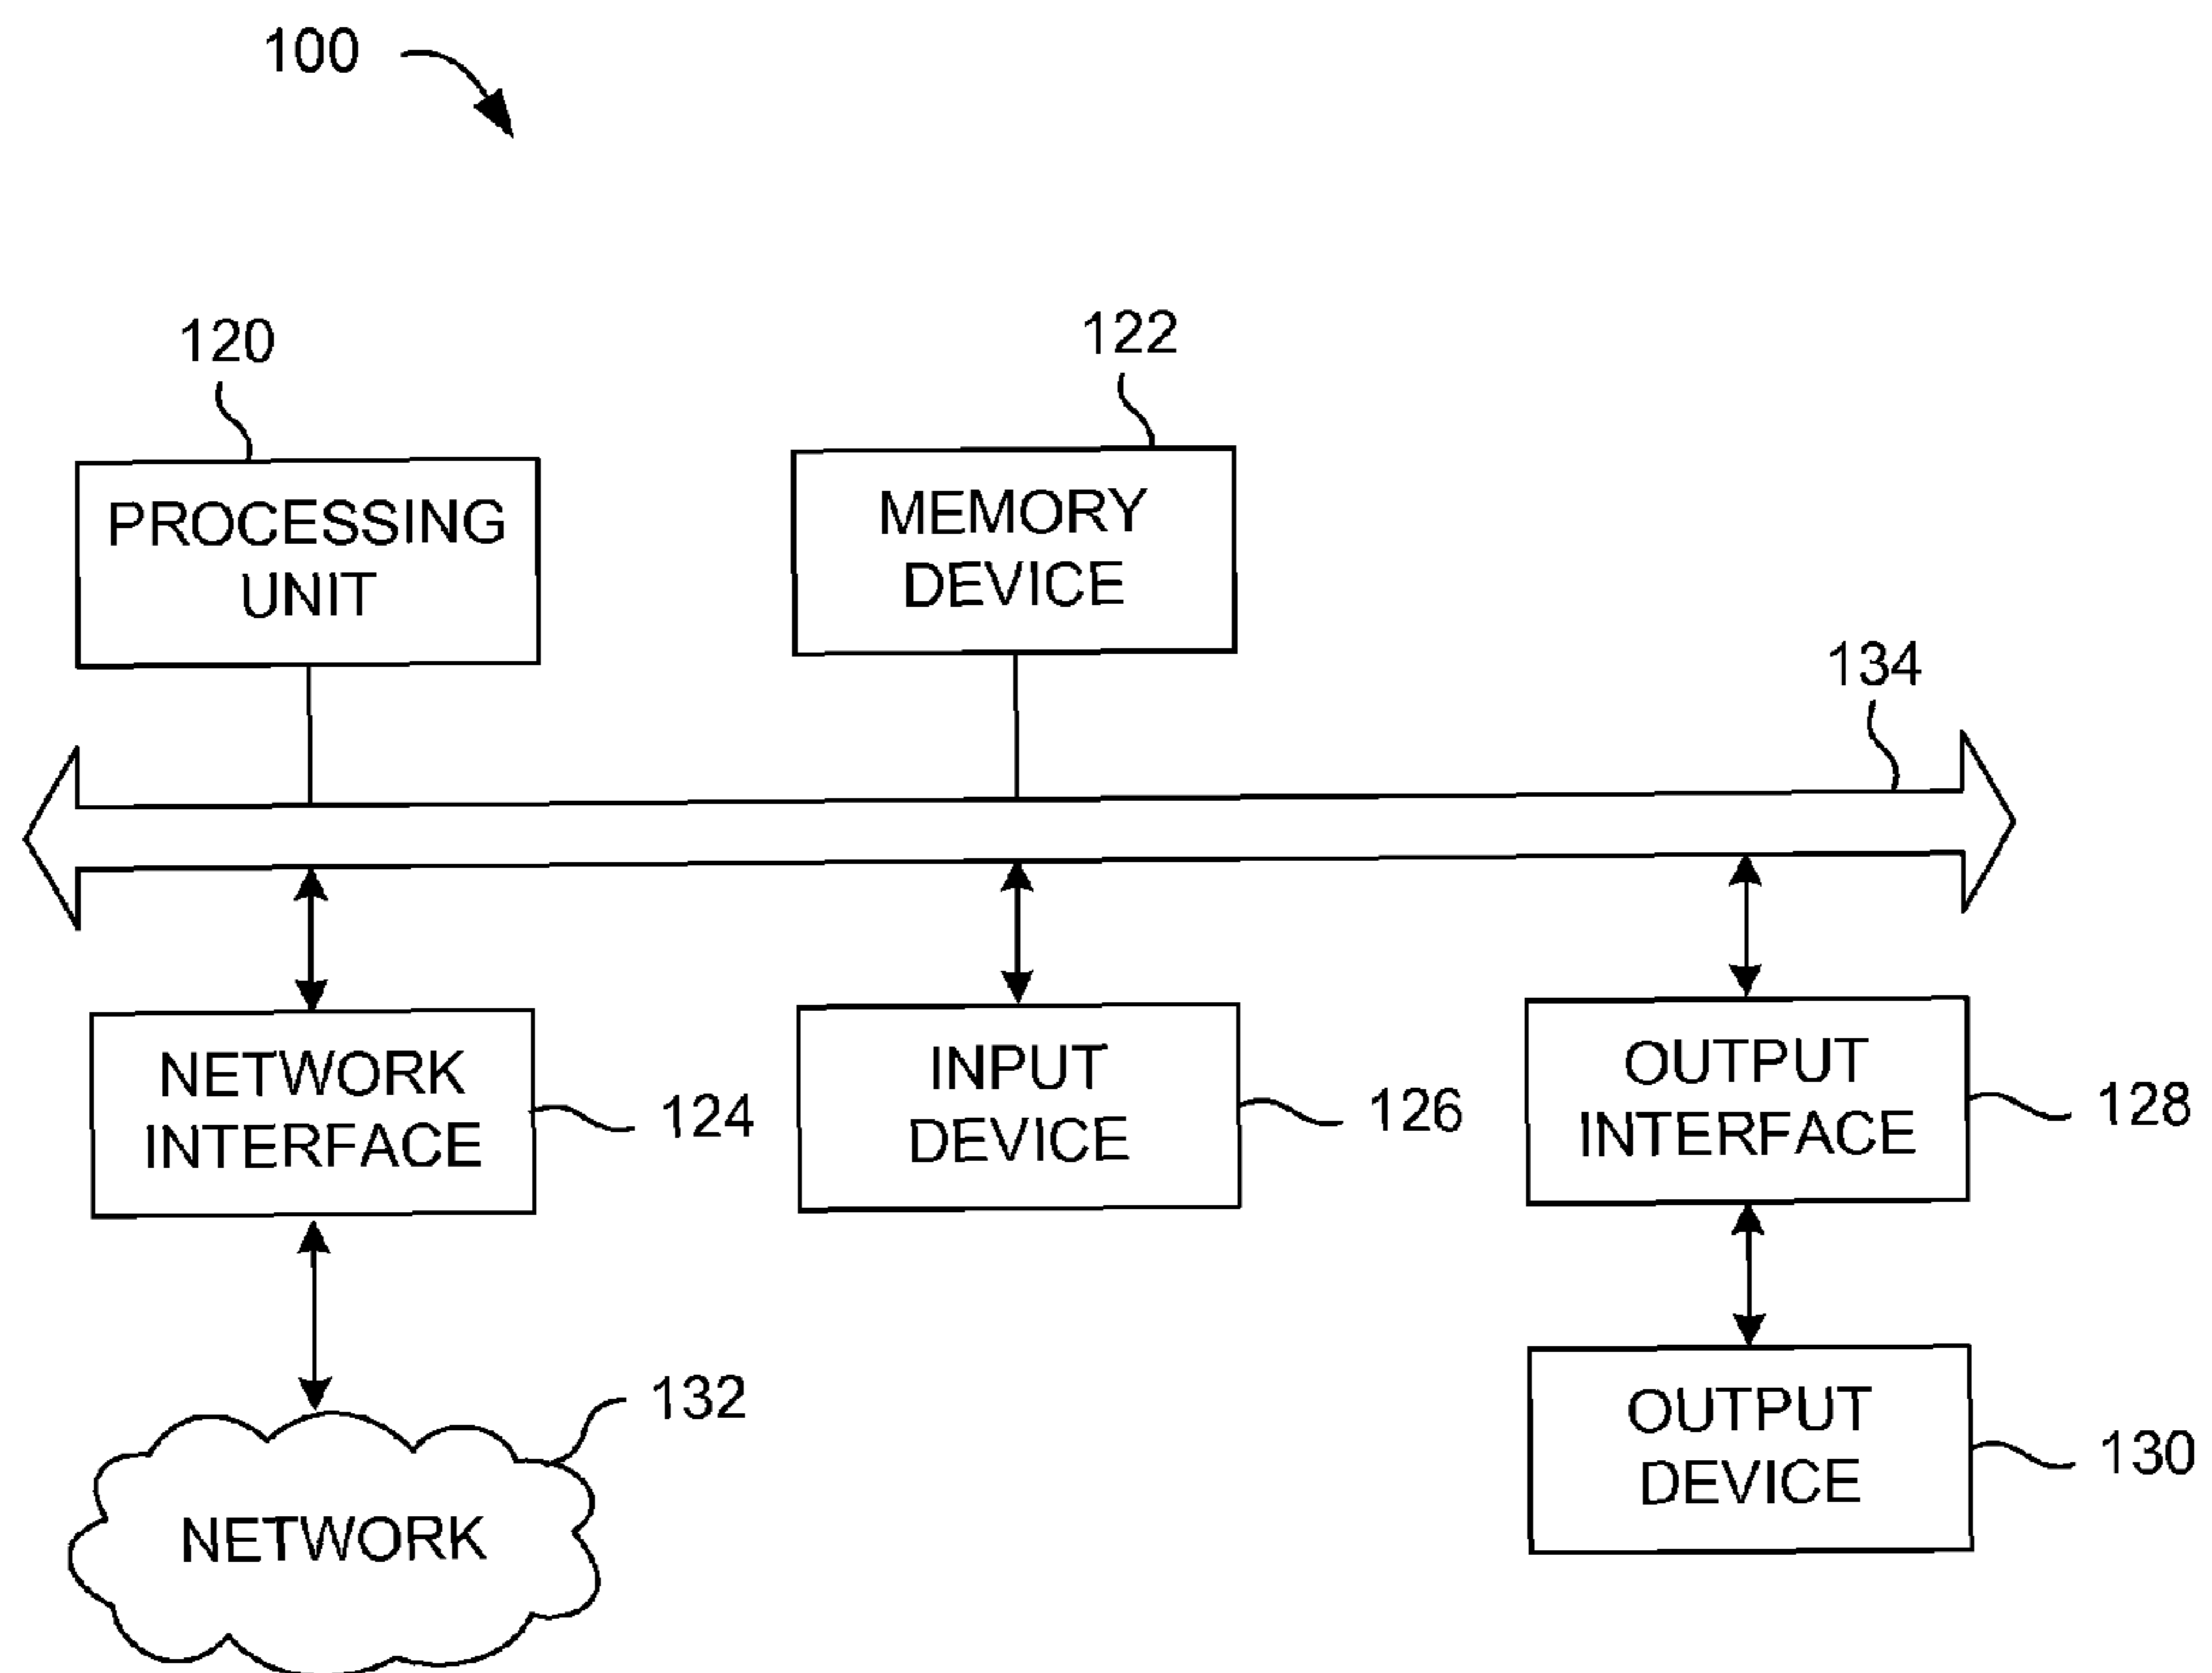 100
120
122
PROCESSING
UNIT
MEMORY
DEVICE
134
NETWORK
INTERFACE
124
INPUT
DEVICE
126
OUTPUT
INTERFACE
128
132
NETWORK
OUTPUT
DEVICE
130